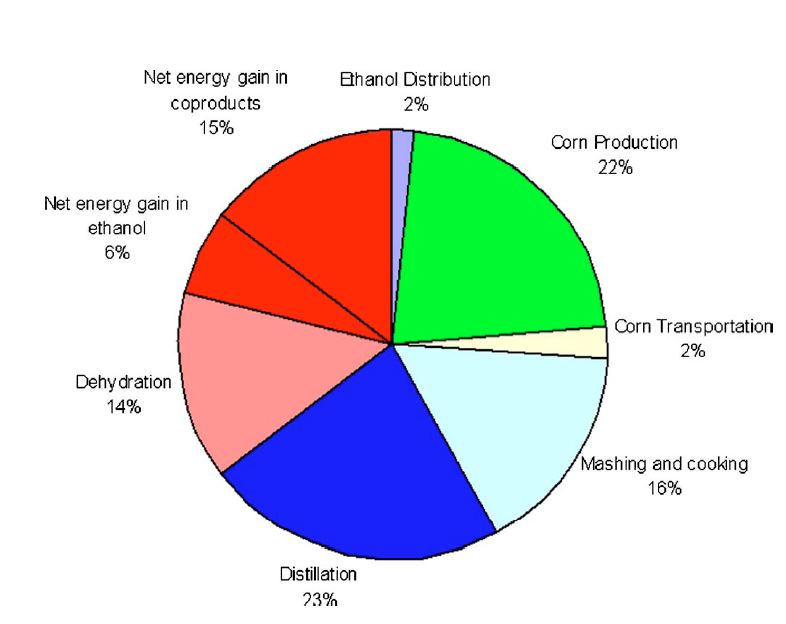 Net energy gain in
coproducts
15%
Ethanol Distribution
2%
Corn Production
22%
Net energy gain in
ethanol
6%
Corn Transportation
2%
Dehydration
14%
Mashing and cooking
16%
Distillation
23%